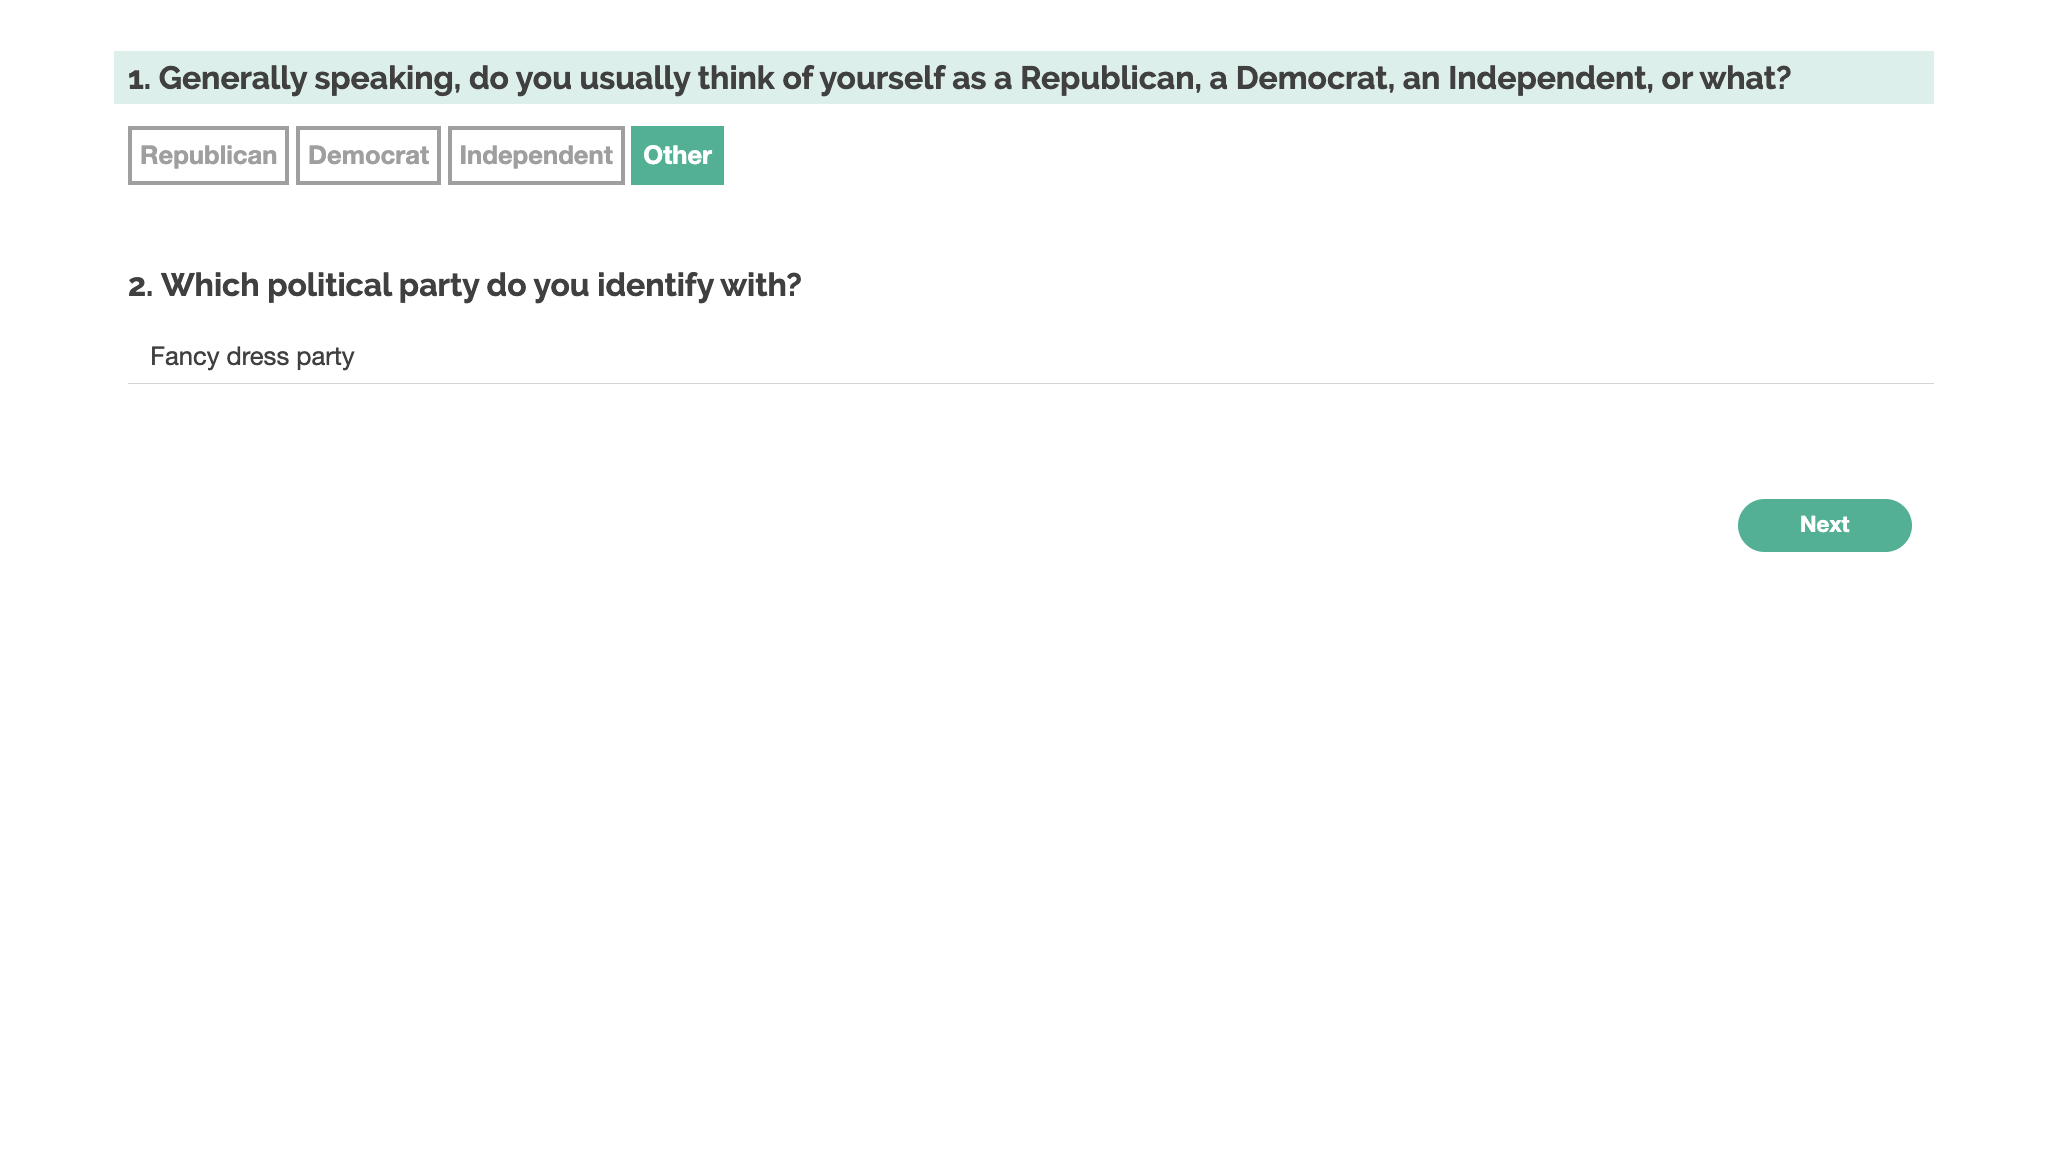 1. Generally speaking, do you usually think of yourself as a Republican, a Democrat, an Independent, or what?
Republican Democrat Independent Other
2. Which political party do you identify with?
Fancy dress party
Next